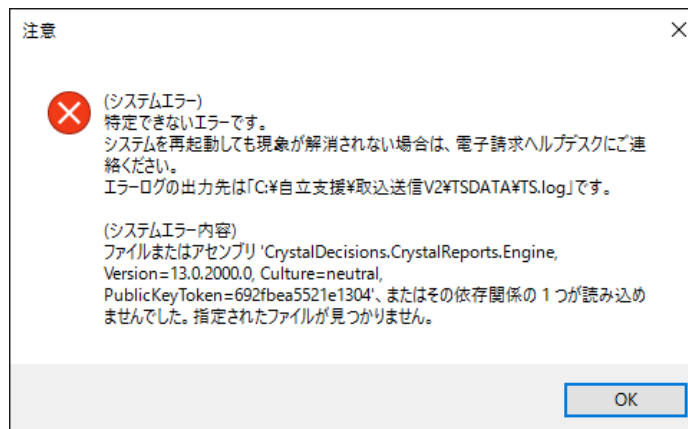 注意
(システムエラー)
特定できないエラーです。
システムを再起動しても現象が解消されない場合は、電子請求ヘルプデスクにご連
絡ください。
エラーログの出力先は「C:¥自立支援¥取込送信V2¥TSDATA¥TS.log」です。
(システムエラー内容)
ファイルまたはアセンブリ 'CrystalDecisions.CrystalReports.Engine,
Version=13.0.2000.0, Culture=neutral,
PublicKeyToken=692fbea5521e1304'、またはその依存関係の 1 つが読み込め
ませんでした。指定されたファイルが見つかりません。
OK